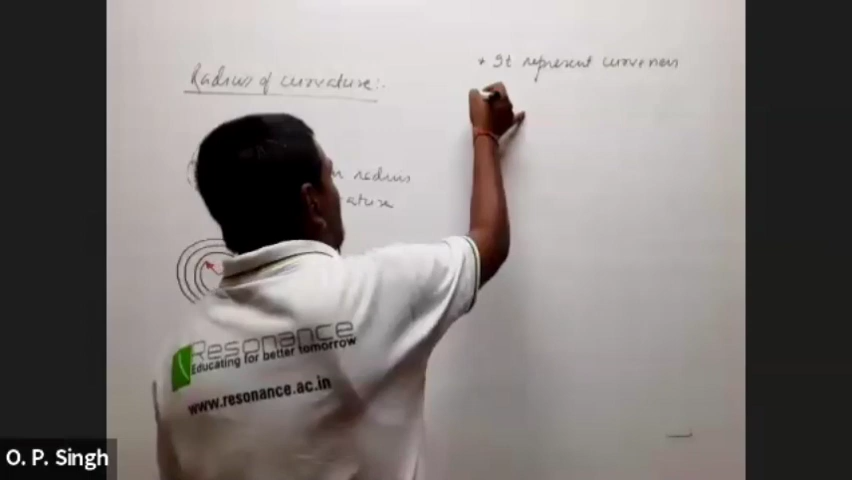 Radius of curvature:-
* It represent curveness
radius
ature
Resonance
Educating for better tomorrow
www.resonance.ac.in
O. P. Singh